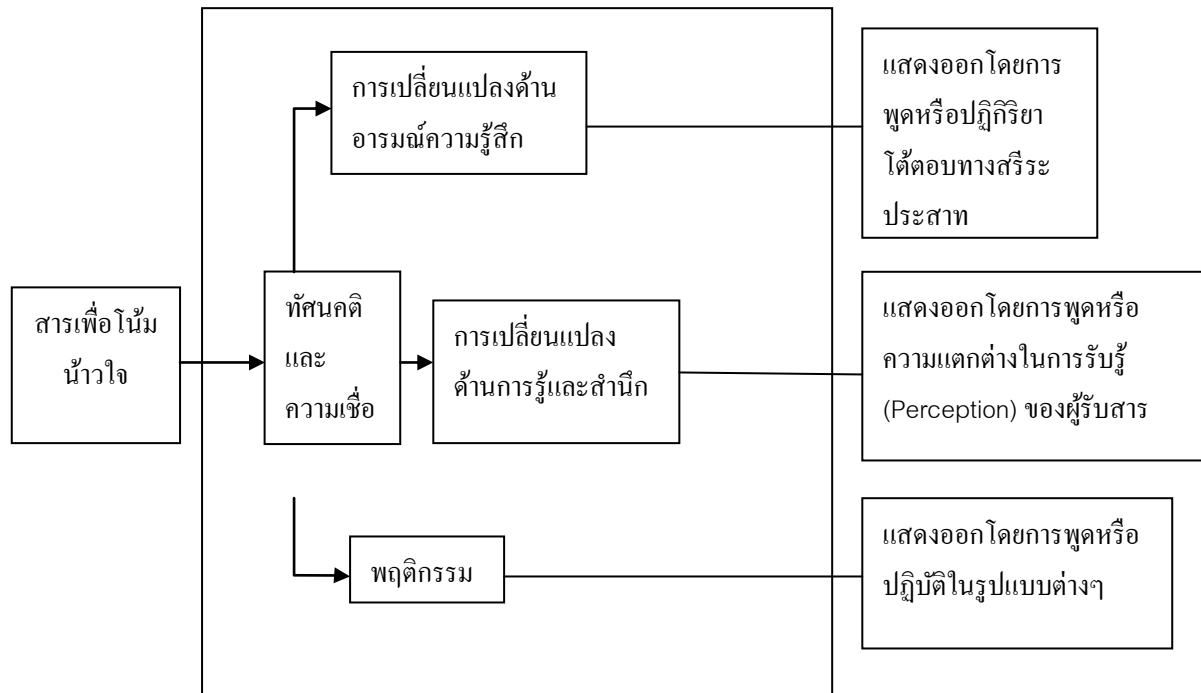 การเปลี่ยนแปลงด้าน
อารมณ์ความรู้สึก
แสดงออกโดยการ
พูดหรือปฏิกิริยา
โต้ตอบทางสรีระ
ประสาท
สารเพื่อโน้ม
น้าวใจ
ทัศนคติ
และ
ความเชื่อ
การเปลี่ยนแปลง
ด้านการรู้และสำนึก
แสดงออกโดยการพูดหรือ
ความแตกต่างในการรับรู้
(Perception) ของผู้รับสาร
พฤติกรรม
แสดงออกโดยการพูดหรือ
ปฏิบัติในรูปแบบต่างๆ